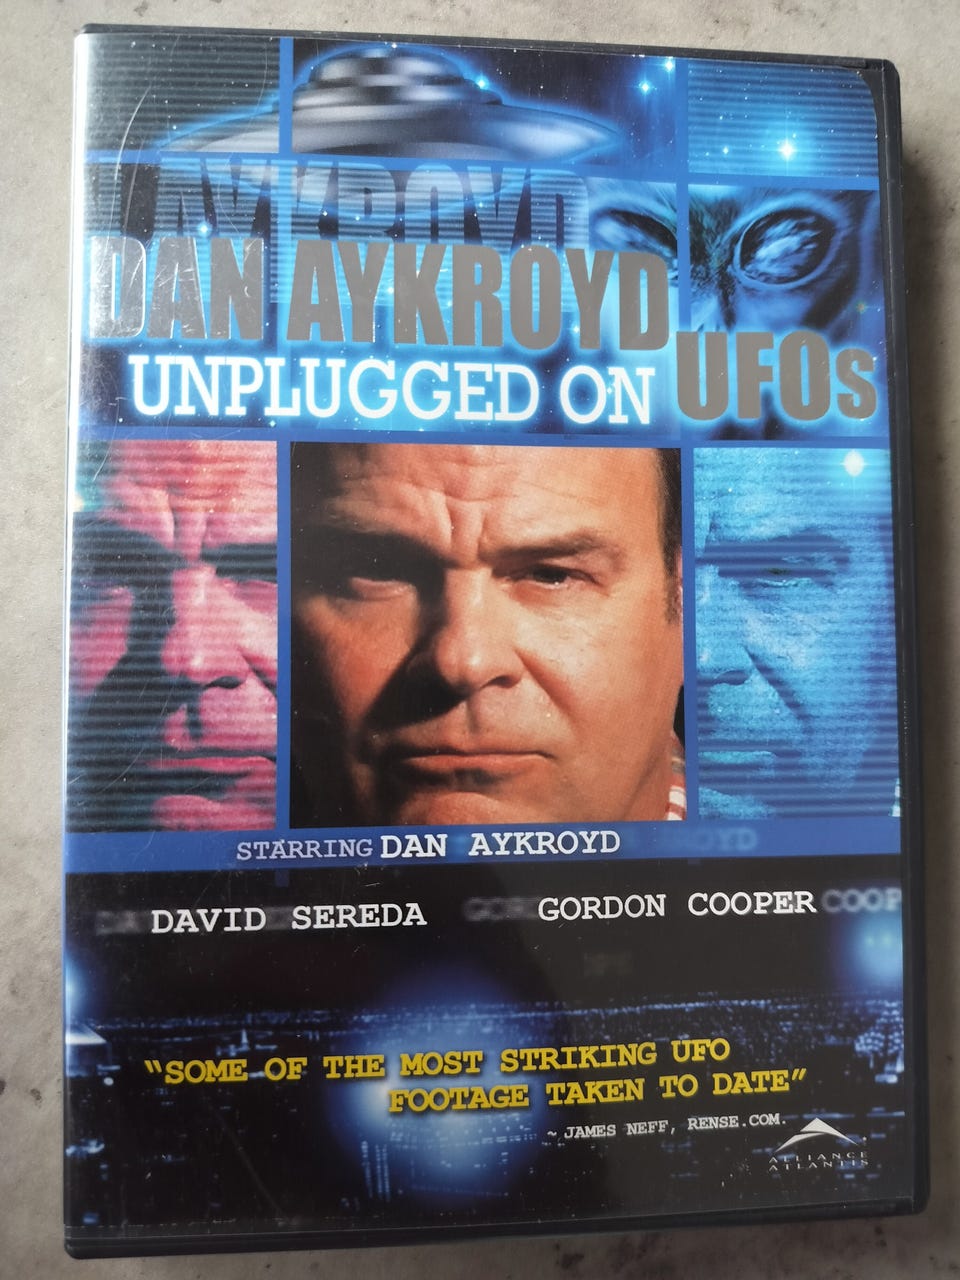 AYKROYD
DAN AYKROYD
UNPLUGGED ON UFOs
STARRING DAN AYKROYD
DAVID SEREDA GORDON COOPER COOP
"SOME OF THE MOST STRIKING UFO
FOOTAGE TAKEN TO DATE"
~ JAMES NEFF, RENSE.COM.
ALLIANCE
ATLANTIS